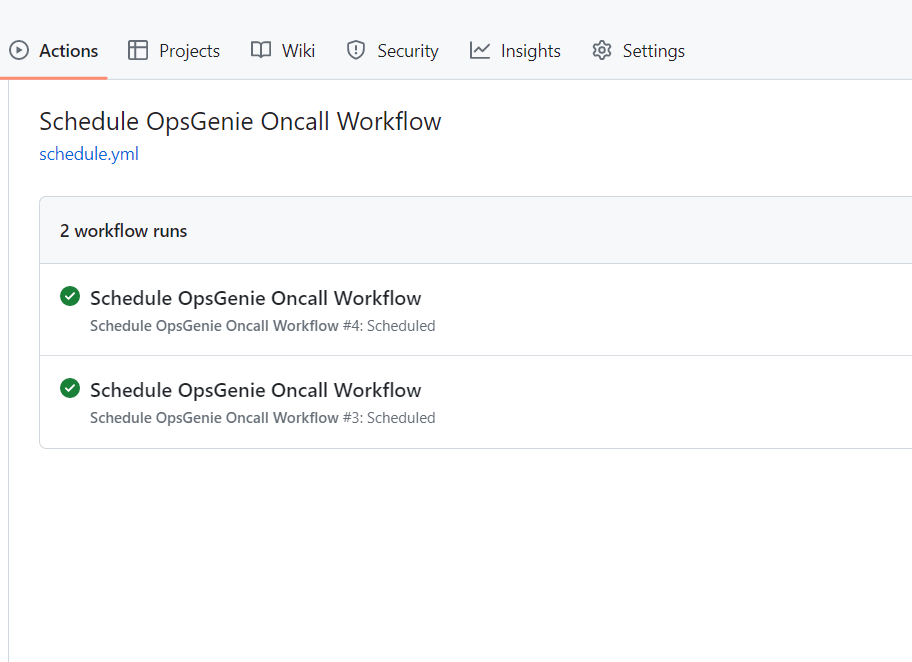 Actions Projects Wiki Security Insights Settings
Schedule OpsGenie Oncall Workflow
schedule.yml
2 workflow runs
Schedule OpsGenie Oncall Workflow
Schedule OpsGenie Oncall Workflow #4: Scheduled
Schedule OpsGenie Oncall Workflow
Schedule OpsGenie Oncall Workflow #3: Scheduled